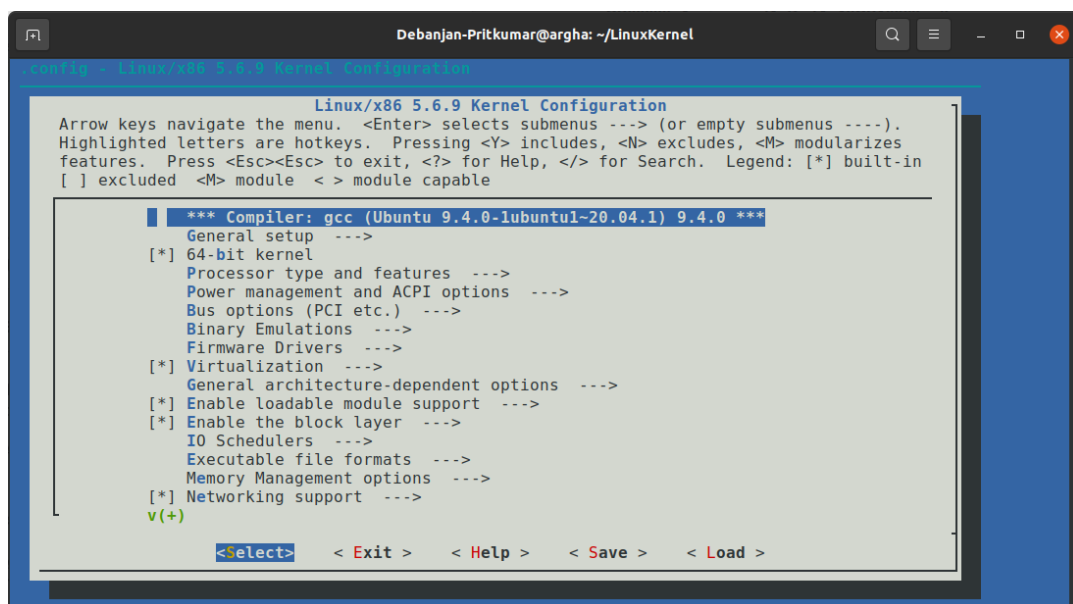 Debanjan-Pritkumar@argha: ~/LinuxKernel
.config - Linux/x86 5.6.9 Kernel Configuration
Linux/x86 5.6.9 Kernel Configuration
Arrow keys navigate the menu.  <Enter> selects submenus ---> (or empty submenus ----).
Highlighted letters are hotkeys.  Pressing <Y> includes, <N> excludes, <M> modularizes
features.  Press <Esc><Esc> to exit, <?> for Help, </> for Search.  Legend: [*] built-in
[ ] excluded  <M> module  < > module capable
*** Compiler: gcc (Ubuntu 9.4.0-1ubuntu1~20.04.1) 9.4.0 ***
General setup  --->
[*] 64-bit kernel
Processor type and features  --->
Power management and ACPI options  --->
Bus options (PCI etc.)  --->
Binary Emulations  --->
Firmware Drivers  --->
[*] Virtualization  --->
General architecture-dependent options  --->
[*] Enable loadable module support  --->
[*] Enable the block layer  --->
IO Schedulers  --->
Executable file formats  --->
Memory Management options  --->
[*] Networking support  --->
v(+)
<Select>    < Exit >    < Help >    < Save >    < Load >